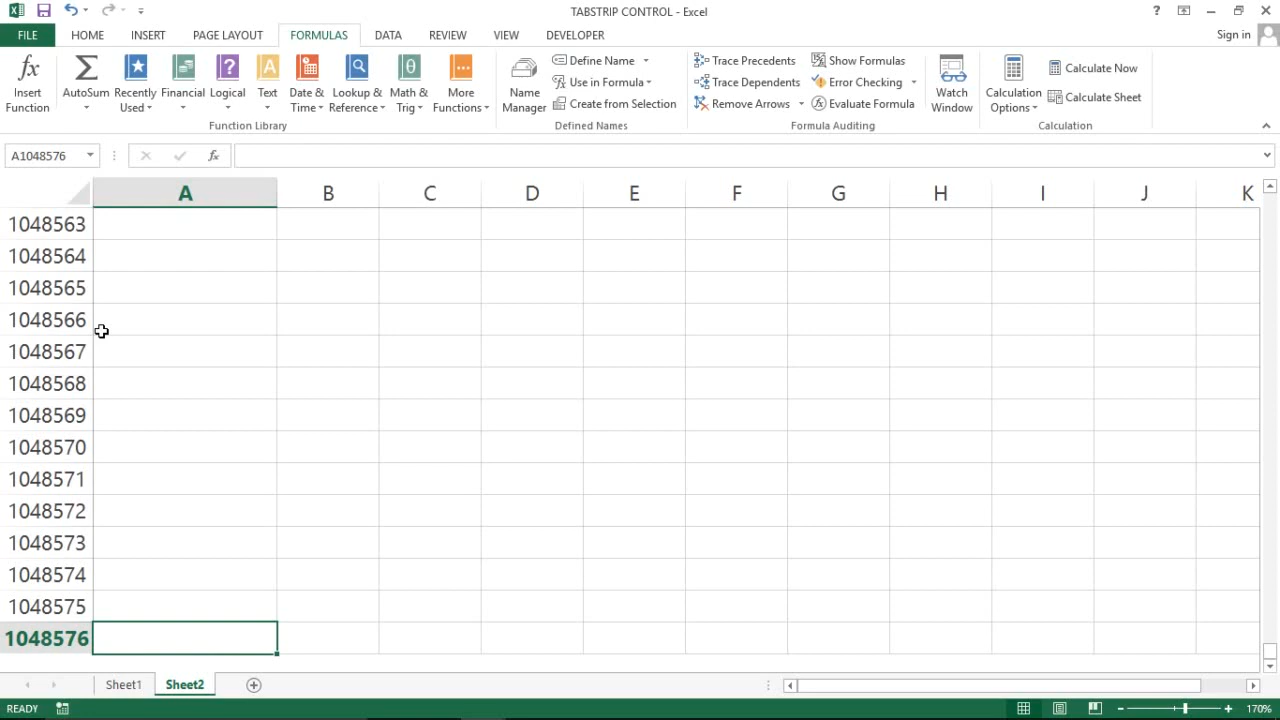 TABSTRIP CONTROL - Excel
?
FILE HOME INSERT PAGE LAYOUT FORMULAS DATA REVIEW VIEW DEVELOPER Sign in
fx Insert Function
Σ AutoSum
Recently Used
Financial
? Logical
A Text
Date & Time
Lookup & Reference
θ Math & Trig
More Functions
Function Library
Name Manager
Define Name
fx Use in Formula
Create from Selection
Defined Names
Trace Precedents
Trace Dependents
Remove Arrows
Show Formulas
Error Checking
fx Evaluate Formula
Formula Auditing
Watch Window
Calculation Options
Calculate Now
Calculate Sheet
Calculation
A1048576 fx
A B C D E F G H I J K
1048563
1048564
1048565
1048566
1048567
1048568
1048569
1048570
1048571
1048572
1048573
1048574
1048575
1048576
Sheet1 Sheet2
READY 170%